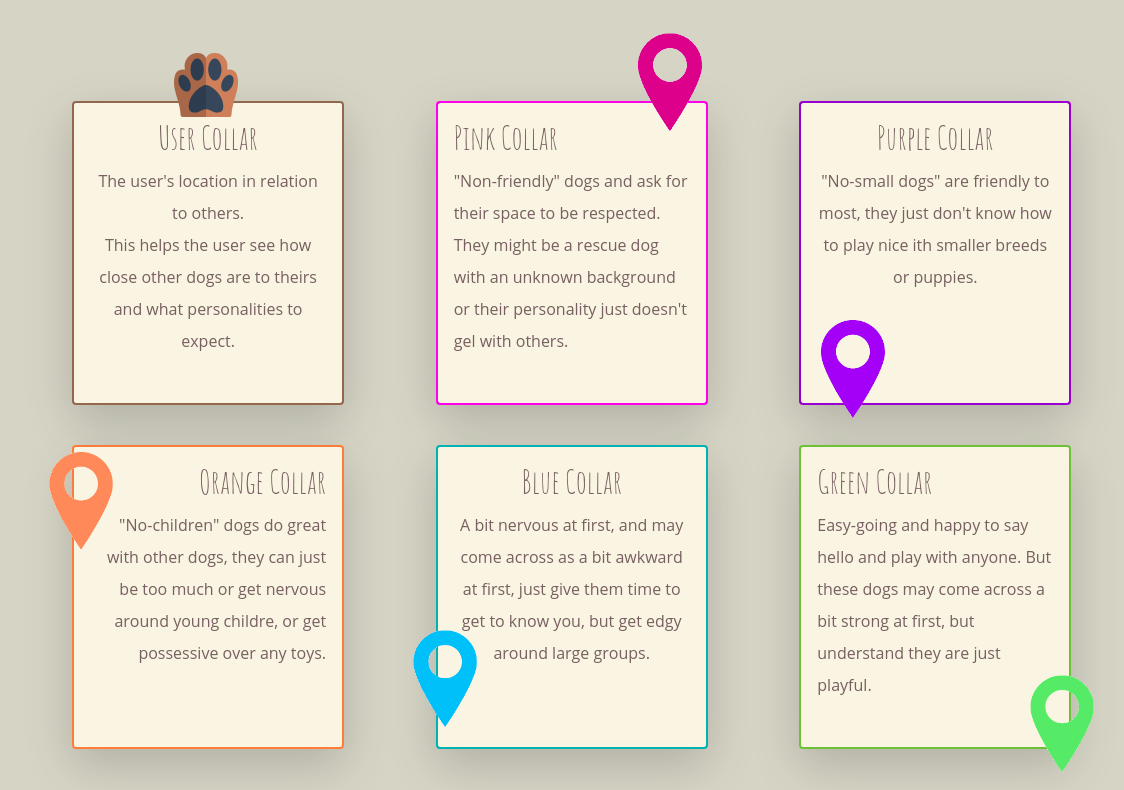 User Collar
The user's location in relation
to others.
This helps the user see how
close other dogs are to theirs
and what personalities to
expect.
Pink Collar
"Non-friendly" dogs and ask for
their space to be respected.
They might be a rescue dog
with an unknown background
or their personality just doesn't
gel with others.
Purple Collar
"No-small dogs" are friendly to
most, they just don't know how
to play nice ith smaller breeds
or puppies.
Orange Collar
"No-children" dogs do great
with other dogs, they can just
be too much or get nervous
around young childre, or get
possessive over any toys.
Blue Collar
A bit nervous at first, and may
come across as a bit awkward
at first, just give them time to
get to know you, but get edgy
around large groups.
Green Collar
Easy-going and happy to say
hello and play with anyone. But
these dogs may come across a
bit strong at first, but
understand they are just
playful.